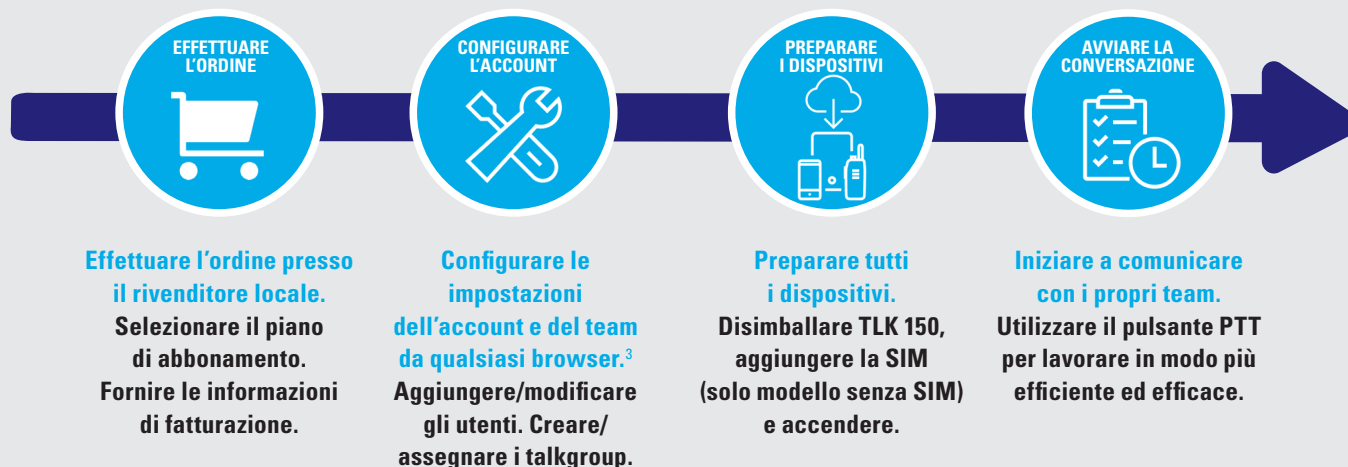 EFFETTUARE
L'ORDINE
CONFIGURARE
L'ACCOUNT
PREPARARE
I DISPOSITIVI
AVVIARE LA
CONVERSAZIONE
Effettuare l'ordine presso
il rivenditore locale.
Selezionare il piano
di abbonamento.
Fornire le informazioni
di fatturazione.
Configurare le
impostazioni
dell'account e del team
da qualsiasi browser.³
Aggiungere/modificare
gli utenti. Creare/
assegnare i talkgroup.
Preparare tutti
i dispositivi.
Disimballare TLK 150,
aggiungere la SIM
(solo modello senza SIM)
e accendere.
Iniziare a comunicare
con i propri team.
Utilizzare il pulsante PTT
per lavorare in modo più
efficiente ed efficace.